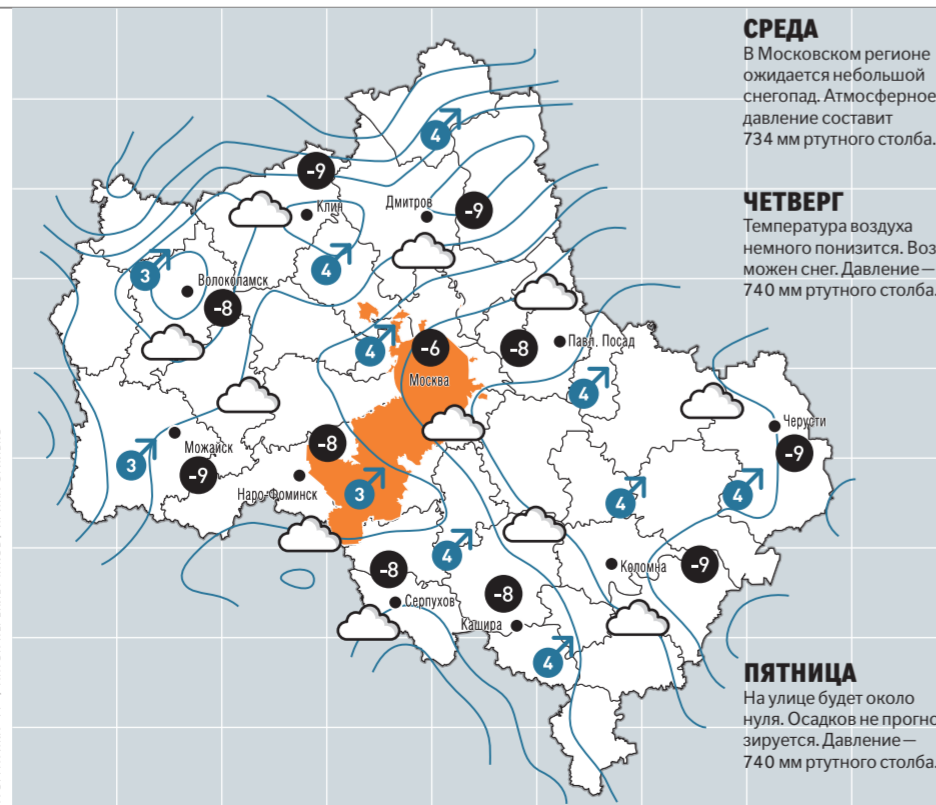 СРЕДА
В Московском регионе
ожидается небольшой
снегопад. Атмосферное
давление составит
734 мм ртутного столба.
ЧЕТВЕРГ
Температура воздуха
немного понизится. Воз
можен снег. Давление—
740 мм ртутного столба.
ПЯТНИЦА
На улице будет около
нуля. Осадков не прогно
зируется. Давление—
740 мм ртутного столба.
4
-9
Клин
Дмитров
-9
3
4
Волоколамск
-8
4
-6
Москва
-8
Павл. Посад
4
Черусти
-9
Можайск
3
-9
-8
Наро-Фоминск
3
4
4
4
Коломна
-9
-8
Серпухов
-8
Кашира
4